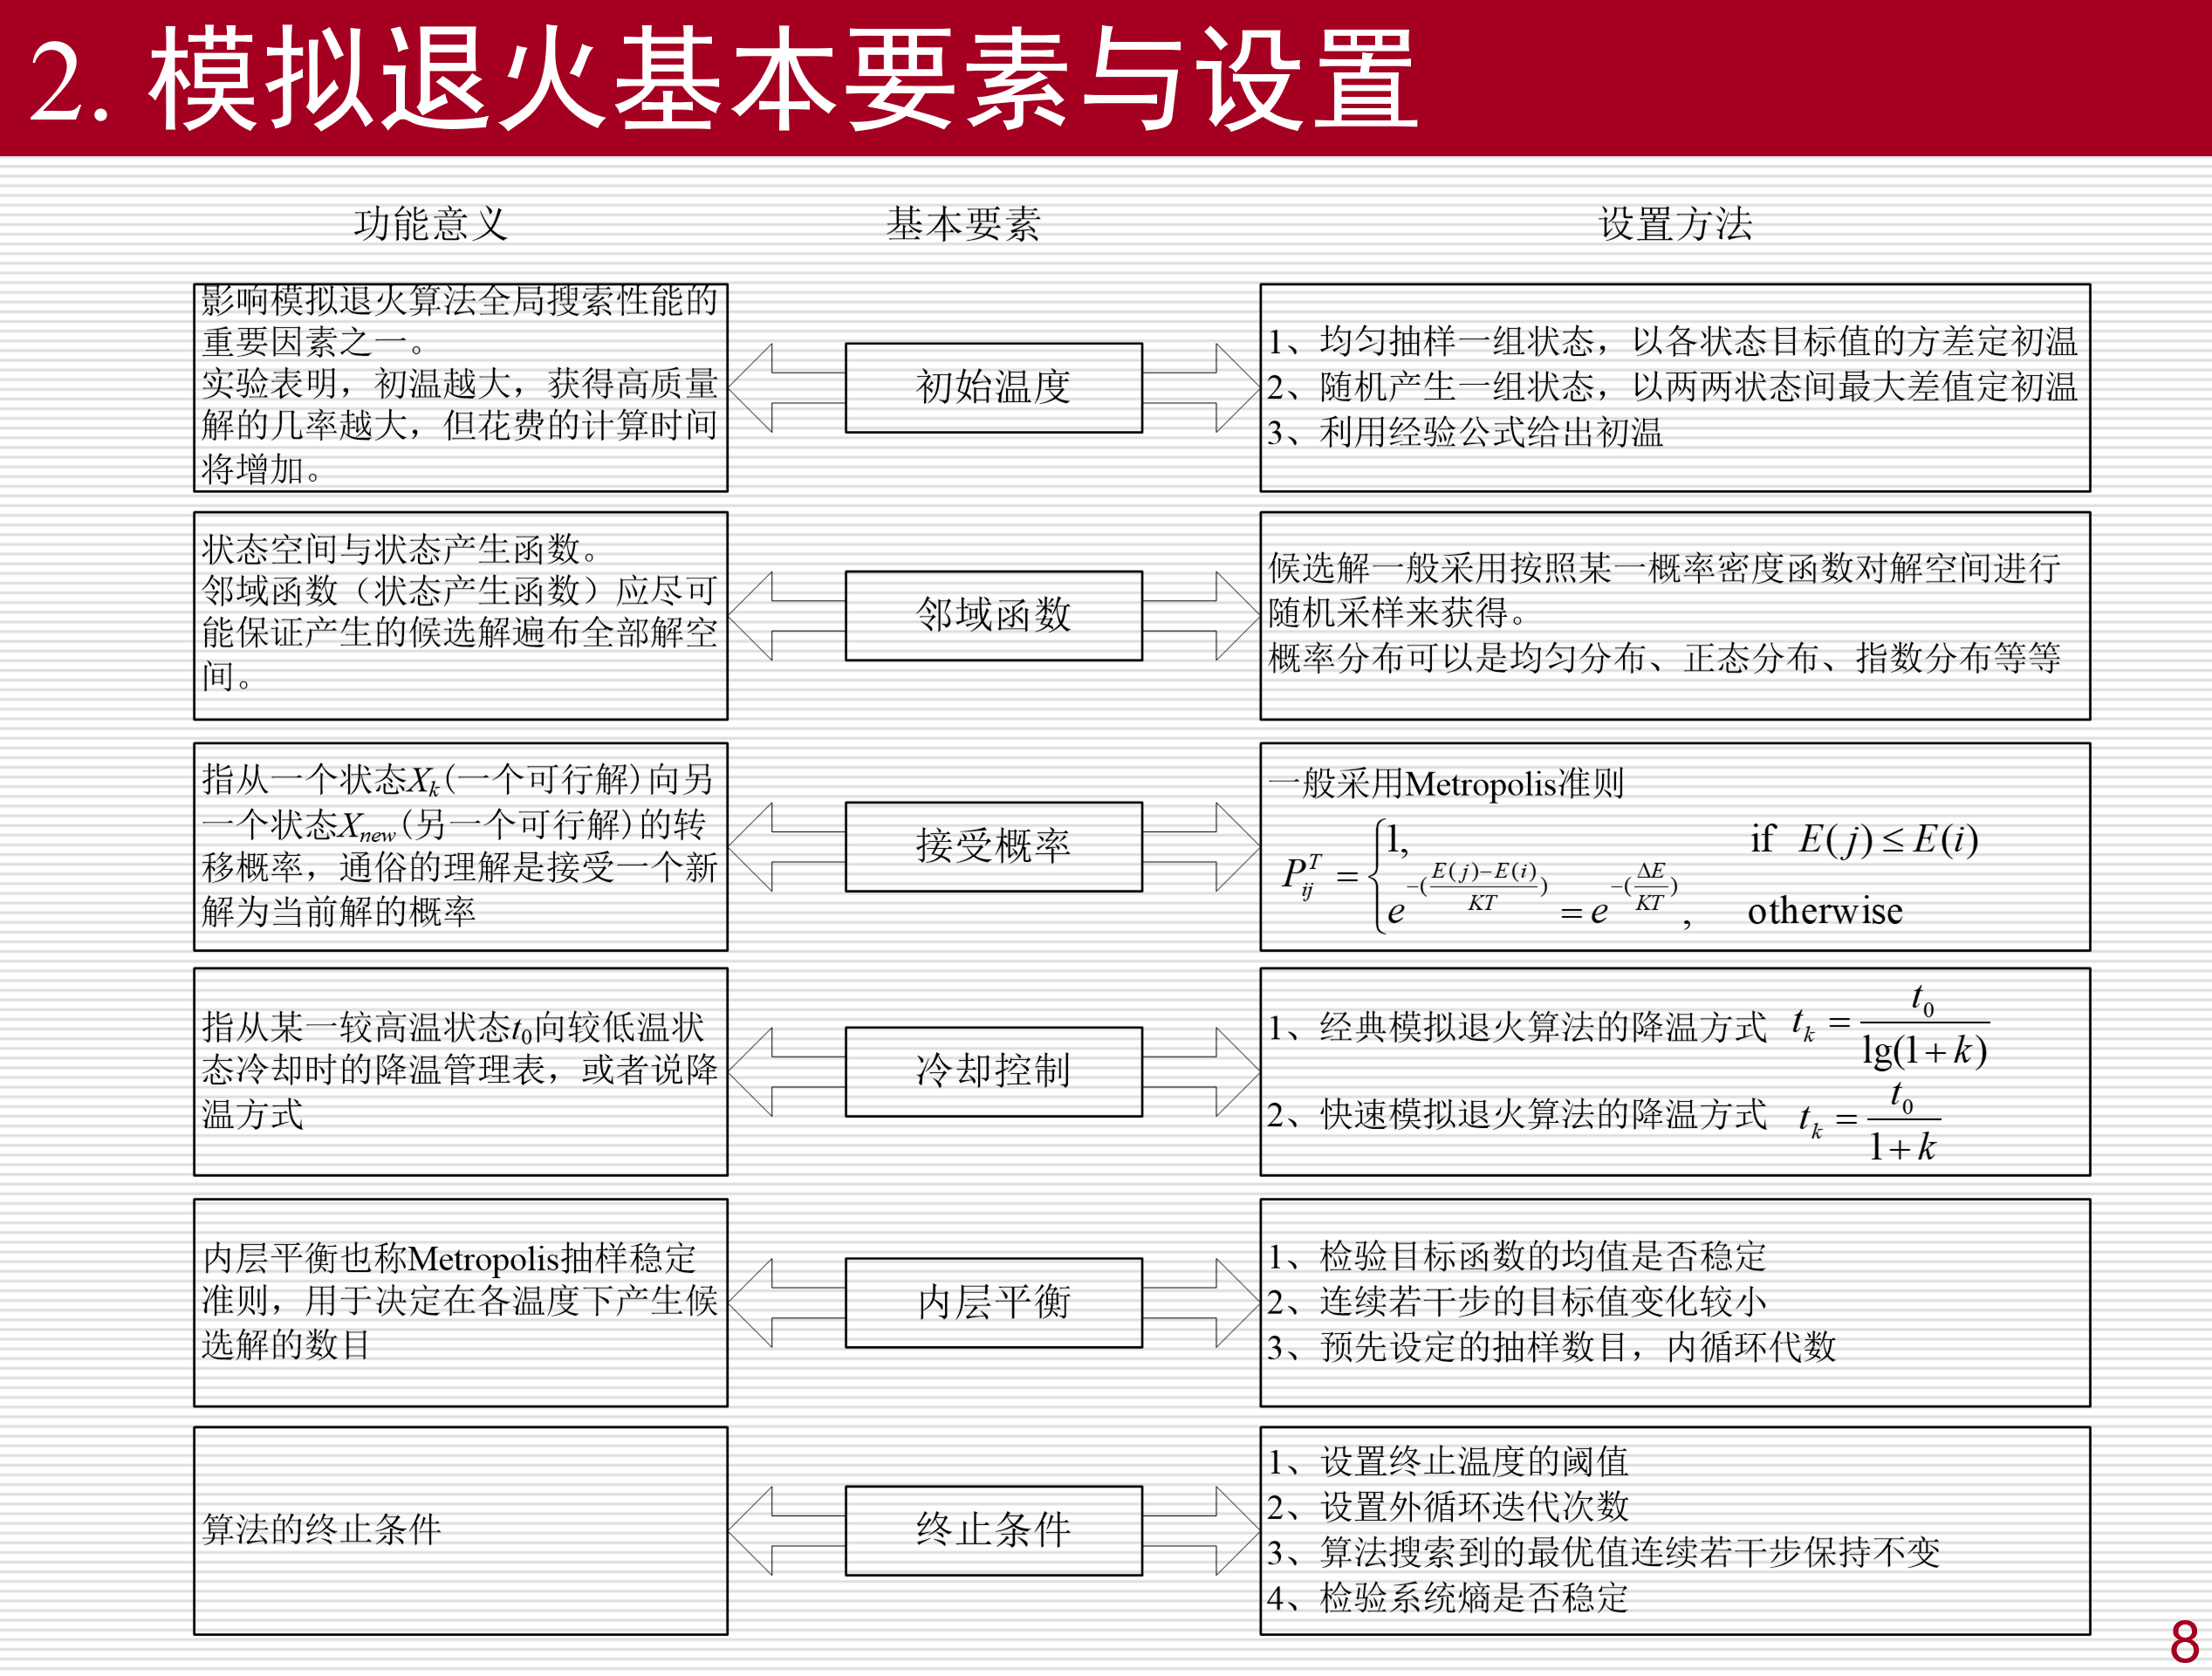 2. 模拟退火基本要素与设置
功能意义
基本要素
设置方法
影响模拟退火算法全局搜索性能的
重要因素之一。
实验表明，初温越大，获得高质量
解的几率越大，但花费的计算时间
将增加。
初始温度
1、均匀抽样一组状态，以各状态目标值的方差定初温
2、随机产生一组状态，以两两状态间最大差值定初温
3、利用经验公式给出初温
状态空间与状态产生函数。
邻域函数（状态产生函数）应尽可
能保证产生的候选解遍布全部解空
间。
邻域函数
候选解一般采用按照某一概率密度函数对解空间进行
随机采样来获得。
概率分布可以是均匀分布、正态分布、指数分布等等
指从一个状态X_k(一个可行解)向另
一个状态X_new(另一个可行解)的转
移概率，通俗的理解是接受一个新
解为当前解的概率
接受概率
一般采用Metropolis准则
P_ij^T = { 1, if E(j) ≤ E(i)
e^{-(\frac{E(j)-E(i)}{KT})} = e^{-(\frac{ΔE}{KT})}, otherwise
指从某一较高温状态t_0向较低温状
态冷却时的降温管理表，或者说降
温方式
冷却控制
1、经典模拟退火算法的降温方式 t_k = \frac{t_0}{lg(1+k)}
2、快速模拟退火算法的降温方式 t_k = \frac{t_0}{1+k}
内层平衡也称Metropolis抽样稳定
准则，用于决定在各温度下产生候
选解的数目
内层平衡
1、检验目标函数的均值是否稳定
2、连续若干步的目标值变化较小
3、预先设定的抽样数目，内循环代数
算法的终止条件
终止条件
1、设置终止温度的阈值
2、设置外循环迭代次数
3、算法搜索到的最优值连续若干步保持不变
4、检验系统熵是否稳定
8